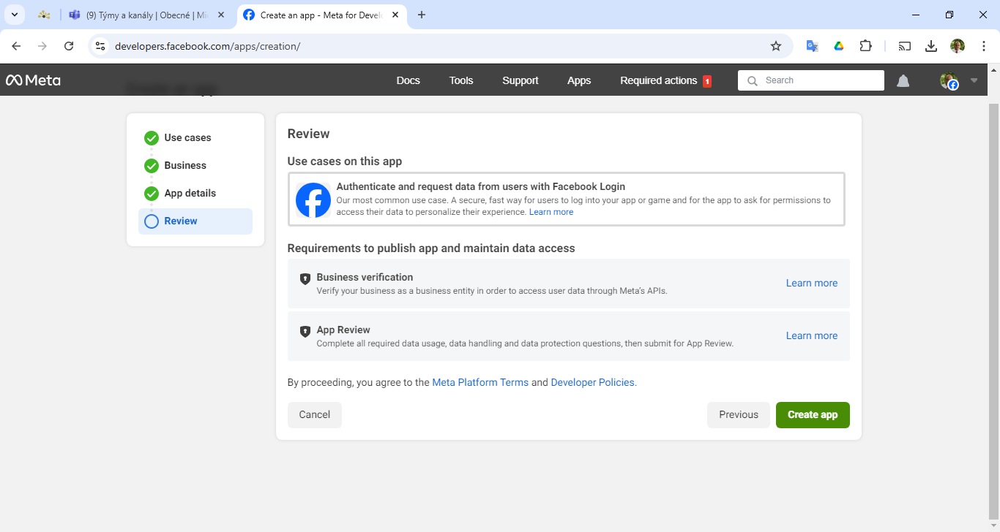 (9) Týmy a kanály | Obecné | Mi
Create an app - Meta for Devel
developers.facebook.com/apps/creation/
Meta
Docs
Tools
Support
Apps
Required actions 1
Search
Create an app
Use cases
Business
App details
Review
Review
Use cases on this app
Authenticate and request data from users with Facebook Login
Our most common use case. A secure, fast way for users to log into your app or game and for the app to ask for permissions to
access their data to personalize their experience. Learn more
Requirements to publish app and maintain data access
Business verification
Verify your business as a business entity in order to access user data through Meta's APIs.
Learn more
App Review
Complete all required data usage, data handling and data protection questions, then submit for App Review.
Learn more
By proceeding, you agree to the Meta Platform Terms and Developer Policies.
Cancel
Previous
Create app